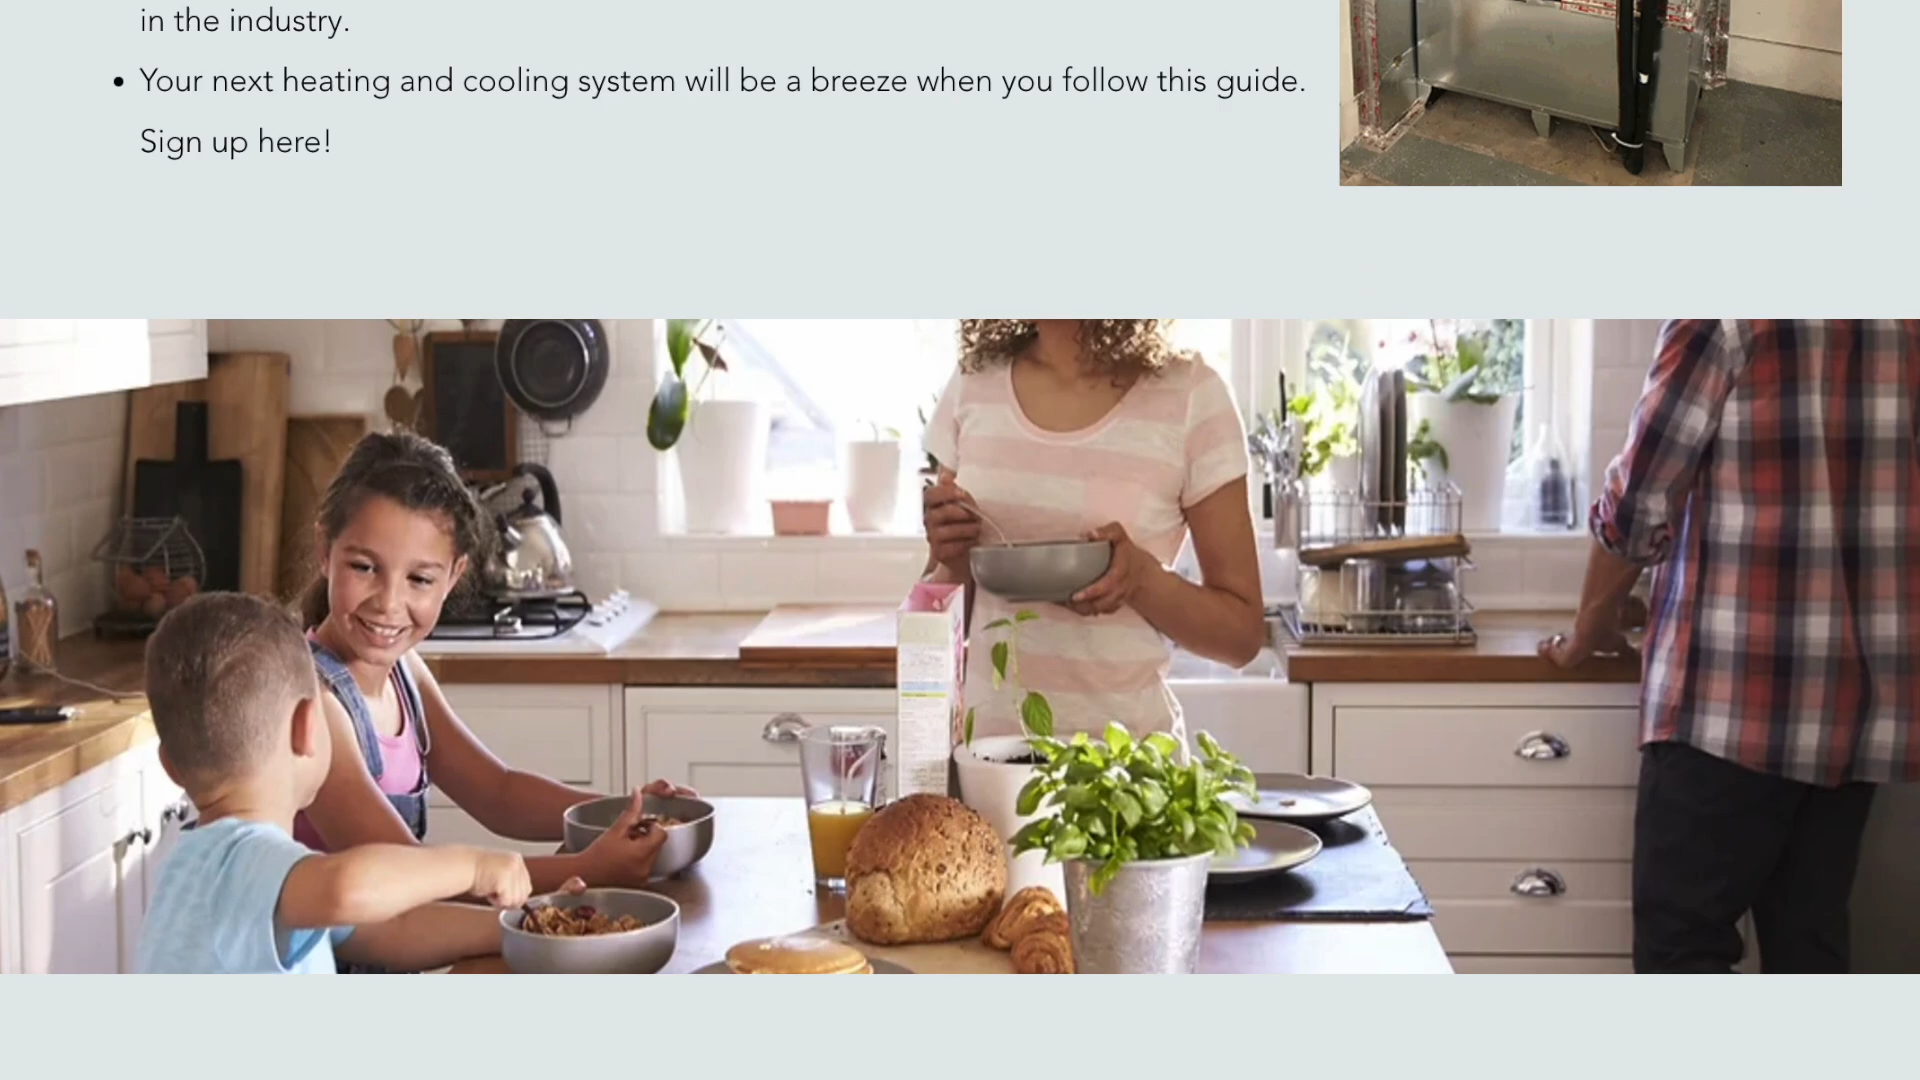 in the industry.
• Your next heating and cooling system will be a breeze when you follow this guide.
Sign up here!